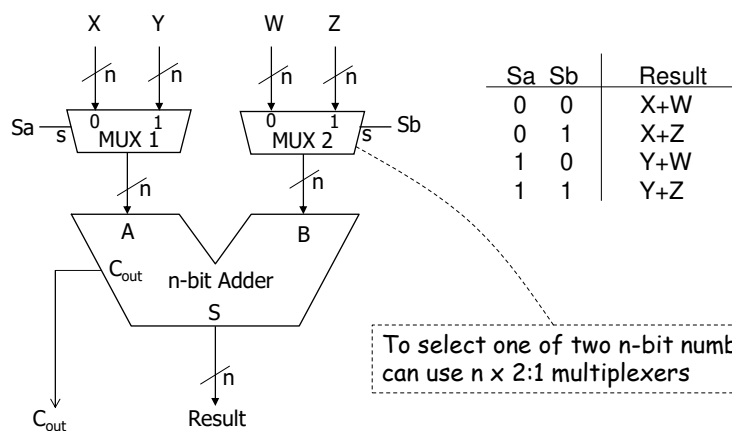 X Y W Z
n n n n
Sa s 0 1 MUX 1
0 1 MUX 2 s Sb
n n
A B
Cout n-bit Adder
S
n
Cout Result
Sa Sb Result
0 0 X+W
0 1 X+Z
1 0 Y+W
1 1 Y+Z
To select one of two n-bit numb
can use n x 2:1 multiplexers